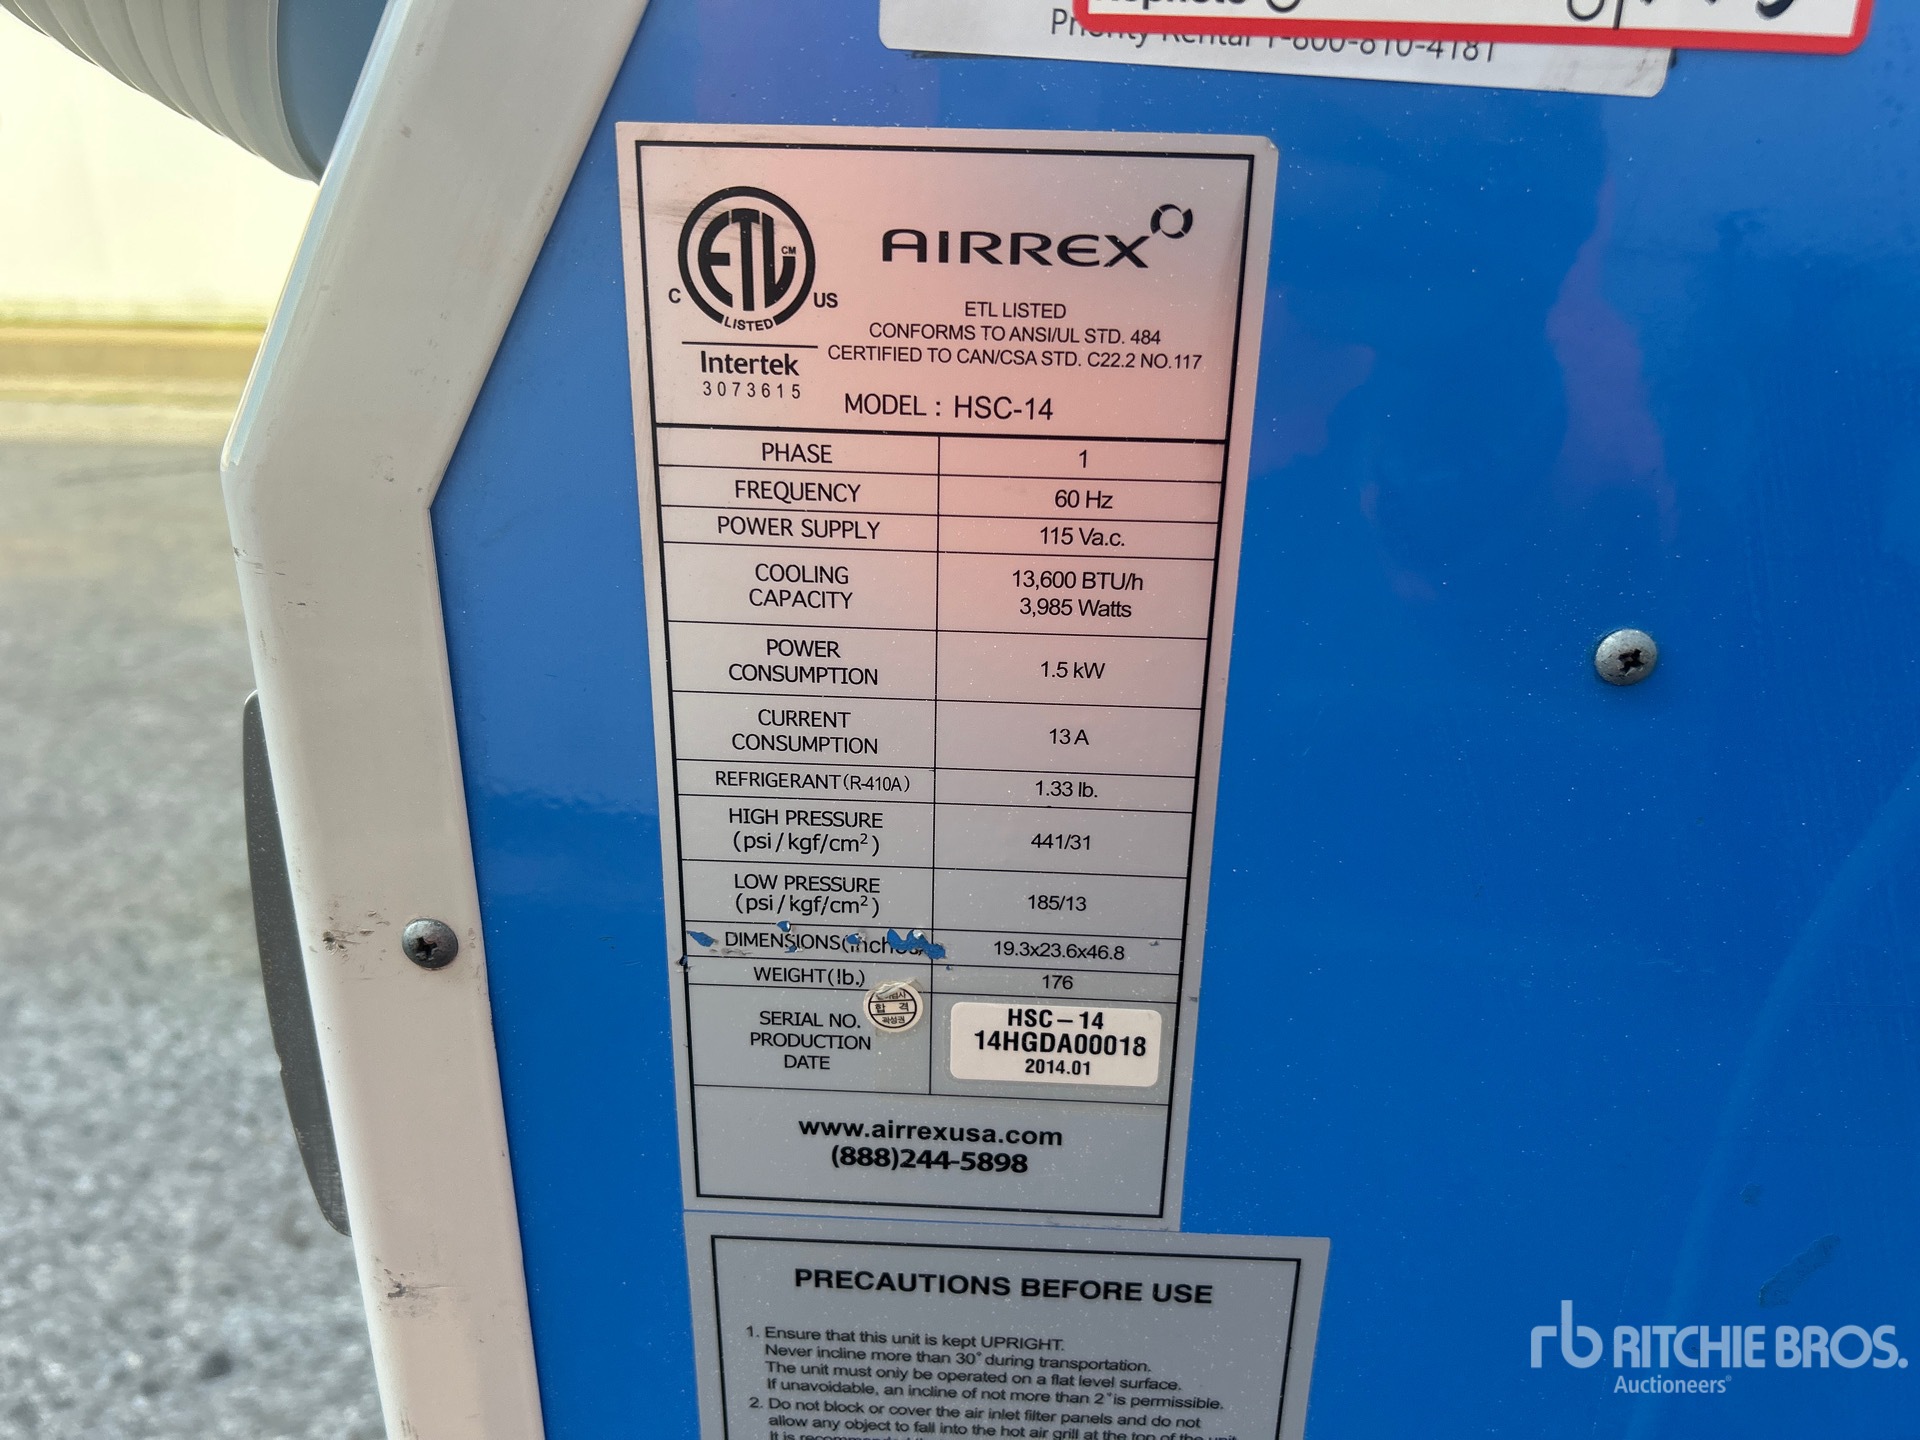 Priority Rental 1-800-810-4181
ETL CM
LISTED
C US
Intertek
3073615
AIRREX
ETL LISTED
CONFORMS TO ANSI/UL STD. 484
CERTIFIED TO CAN/CSA STD. C22.2 NO.117
MODEL : HSC-14
PHASE 1
FREQUENCY 60 Hz
POWER SUPPLY 115 Va.c.
COOLING CAPACITY 13,600 BTU/h
3,985 Watts
POWER CONSUMPTION 1.5 kW
CURRENT CONSUMPTION 13 A
REFRIGERANT(R-410A) 1.33 lb.
HIGH PRESSURE
(psi/kgf/cm²) 441/31
LOW PRESSURE
(psi/kgf/cm²) 185/13
DIMENSIONS(inches) 19.3x23.6x46.8
WEIGHT(lb.) 176
합격
SERIAL NO.
PRODUCTION
DATE
HSC-14
14HGDA00018
2014.01
www.airrexusa.com
(888)244-5898
PRECAUTIONS BEFORE USE
1. Ensure that this unit is kept UPRIGHT.
Never incline more than 30° during transportation.
The unit must only be operated on a flat level surface.
If unavoidable, an incline of not more than 2° is permissible.
2. Do not block or cover the air inlet filter panels and do not
allow any object to fall into the hot air grill at the top of the unit.
It is
rb RITCHIE BROS.
Auctioneers